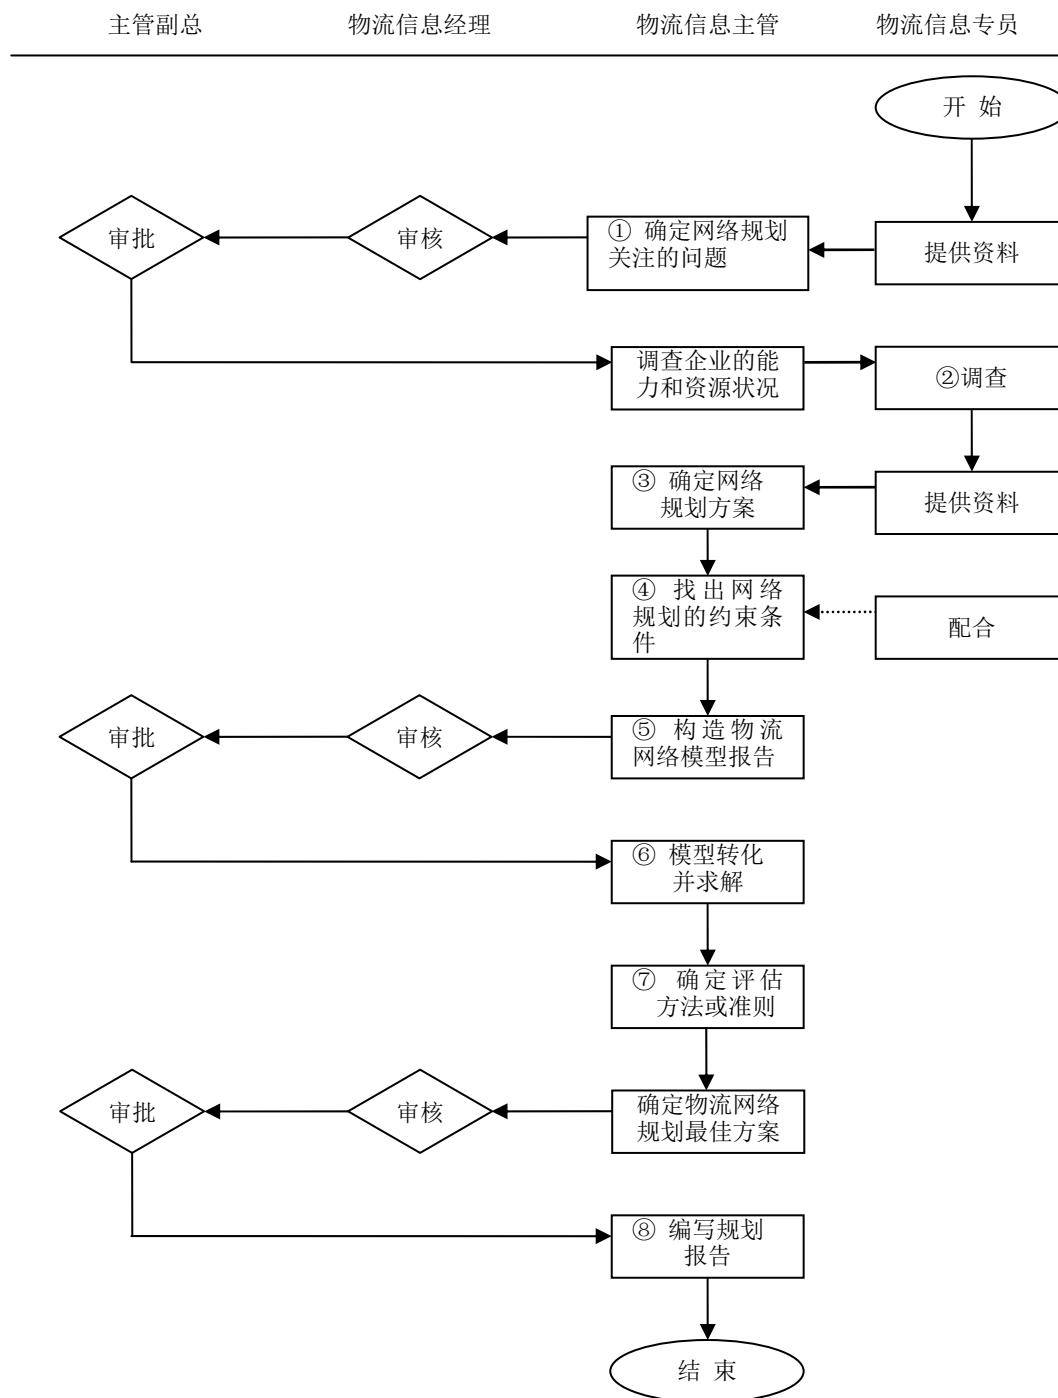 主管副总 物流信息经理 物流信息主管 物流信息专员
开 始
审批 审核 ① 确定网络规划
关注的问题
提供资料
调查企业的能
力和资源状况
②调查
③ 确定网络
规划方案
提供资料
④ 找出网络
规划的约束条
件
配合
审批 审核 ⑤ 构造物流
网络模型报告
⑥ 模型转化
并求解
⑦ 确定评估
方法或准则
审批 审核 确定物流网络
规划最佳方案
⑧ 编写规划
报告
结 束